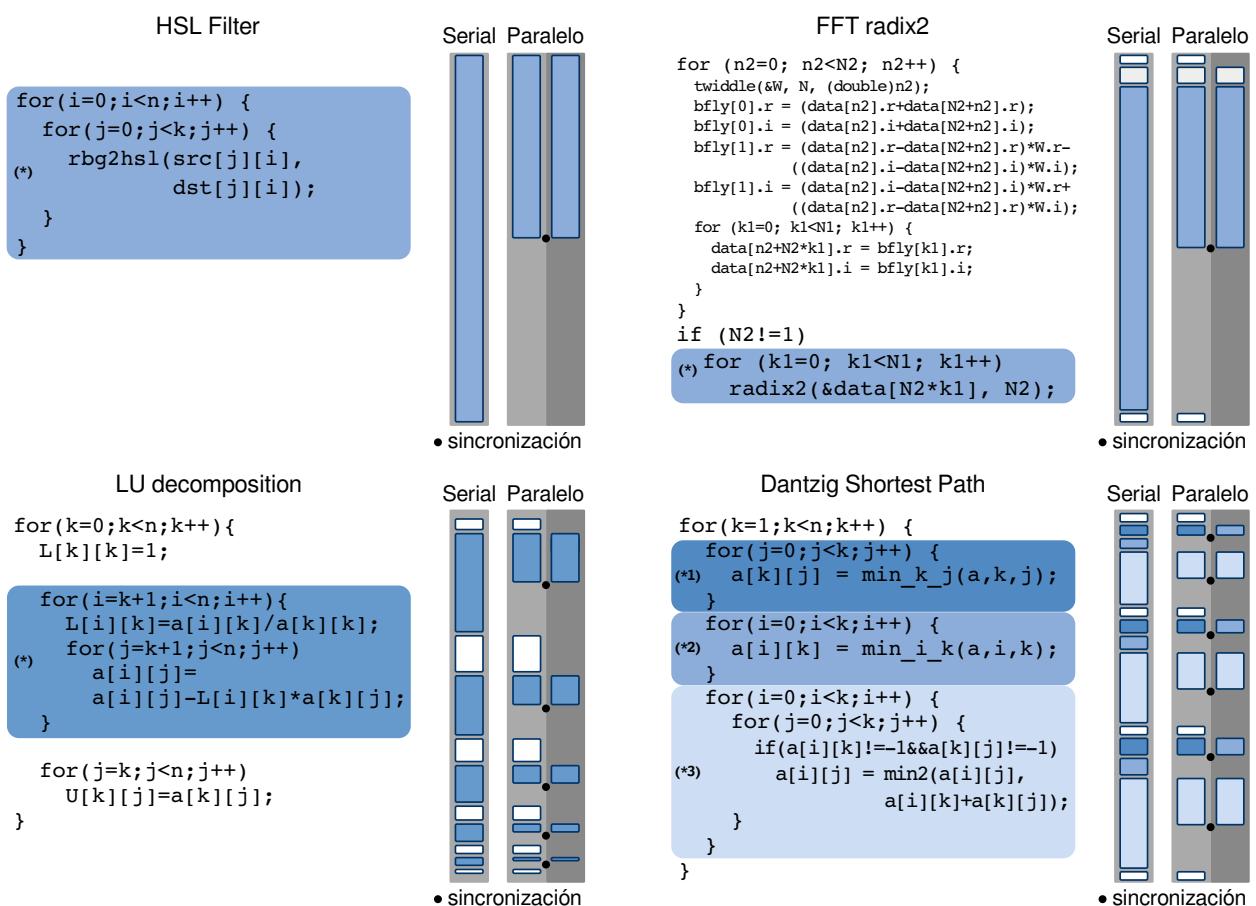 HSL Filter
Serial Paralelo
for(i=0;i<n;i++) {
for(j=0;j<k;j++) {
(*) rbg2hsl(src[j][i],
dst[j][i]);
}
}
• sincronización
FFT radix2
Serial Paralelo
for (n2=0; n2<N2; n2++) {
twiddle(&W, N, (double)n2);
bfly[0].r = (data[n2].r+data[N2+n2].r);
bfly[0].i = (data[n2].i+data[N2+n2].i);
bfly[1].r = (data[n2].r-data[N2+n2].r)*W.r-
((data[n2].i-data[N2+n2].i)*W.i);
bfly[1].i = (data[n2].i-data[N2+n2].i)*W.r+
((data[n2].r-data[N2+n2].r)*W.i);
for (k1=0; k1<N1; k1++) {
data[n2+N2*k1].r = bfly[k1].r;
data[n2+N2*k1].i = bfly[k1].i;
}
}
if (N2!=1)
(*) for (k1=0; k1<N1; k1++)
radix2(&data[N2*k1], N2);
• sincronización
LU decomposition
Serial Paralelo
for(k=0;k<n;k++){
L[k][k]=1;
for(i=k+1;i<n;i++){
L[i][k]=a[i][k]/a[k][k];
(*) for(j=k+1;j<n;j++)
a[i][j]=
a[i][j]-L[i][k]*a[k][j];
}
for(j=k;j<n;j++)
U[k][j]=a[k][j];
}
• sincronización
Dantzig Shortest Path
Serial Paralelo
for(k=1;k<n;k++) {
for(j=0;j<k;j++) {
(*1) a[k][j] = min_k_j(a,k,j);
}
for(i=0;i<k;i++) {
(*2) a[i][k] = min_i_k(a,i,k);
}
for(i=0;i<k;i++) {
for(j=0;j<k;j++) {
if(a[i][k]!=-1&&a[k][j]!=-1)
(*3) a[i][j] = min2(a[i][j],
a[i][k]+a[k][j]);
}
}
}
• sincronización